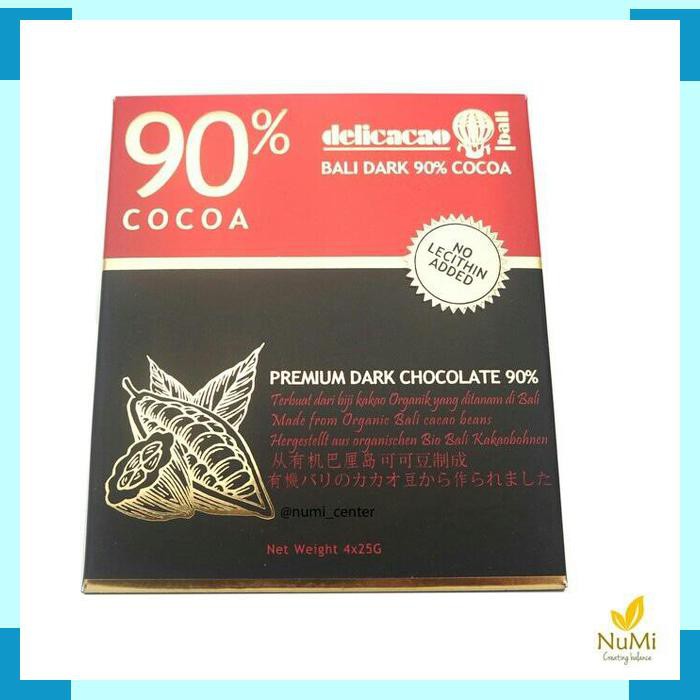 90%
COCOA
delicacao bali
BALI DARK 90% COCOA
NO
LECITHIN
ADDED
PREMIUM DARK CHOCOLATE 90%
Terbuat dari biji kakao Organik yang ditanam di Bali
Made from Organic Bali cacao beans
Hergestellt aus organischen Bio Bali Kakaobohnen
从有机巴厘岛可可豆制成
有機バリのカカオ豆から作られました
@numi_center
Net Weight 4x25G
NuMi
Creating balance